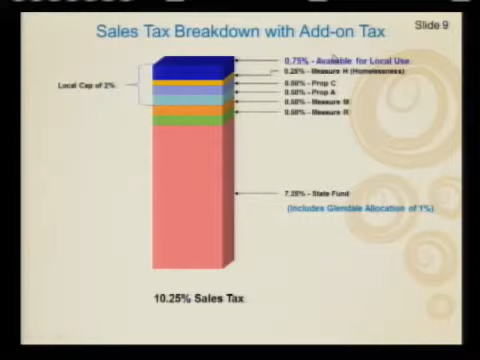 Slide 9
Sales Tax Breakdown with Add-on Tax
0.75% - Available for Local Use
0.25% - Measure H (Homelessness)
Local Cap of 2%
0.50% - Prop C
0.50% - Prop A
0.50% - Measure M
0.50% - Measure R
7.25% - State Fund
(Includes Glendale Allocation of 1%)
10.25% Sales Tax